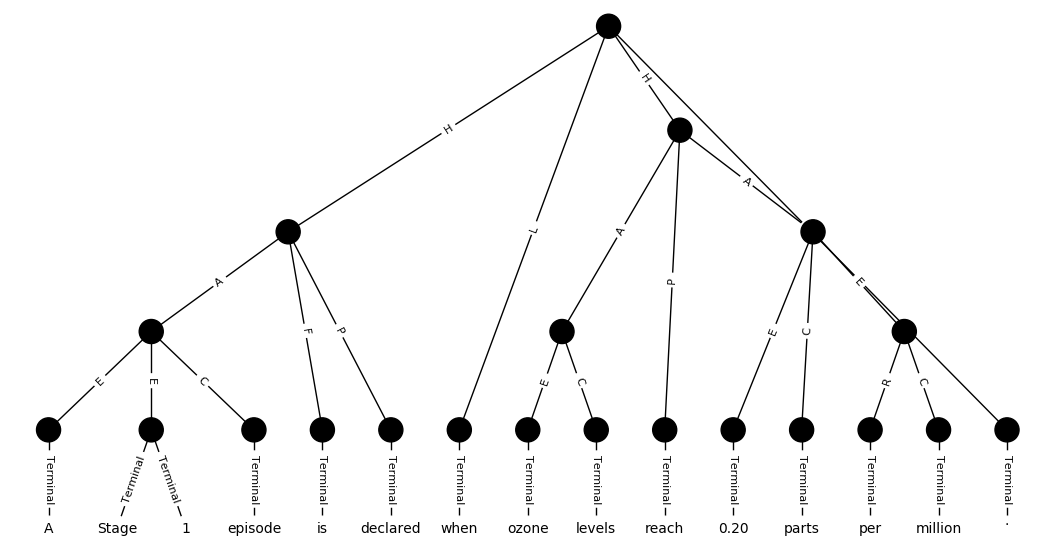 H
H
A
L
A
A
P
E
A
F
P
E
C
E
E
C
E
C
R
C
Terminal Terminal Terminal Terminal Terminal Terminal Terminal Terminal Terminal Terminal Terminal Terminal Terminal Terminal Terminal
A Stage 1 episode is declared when ozone levels reach 0.20 parts per million .